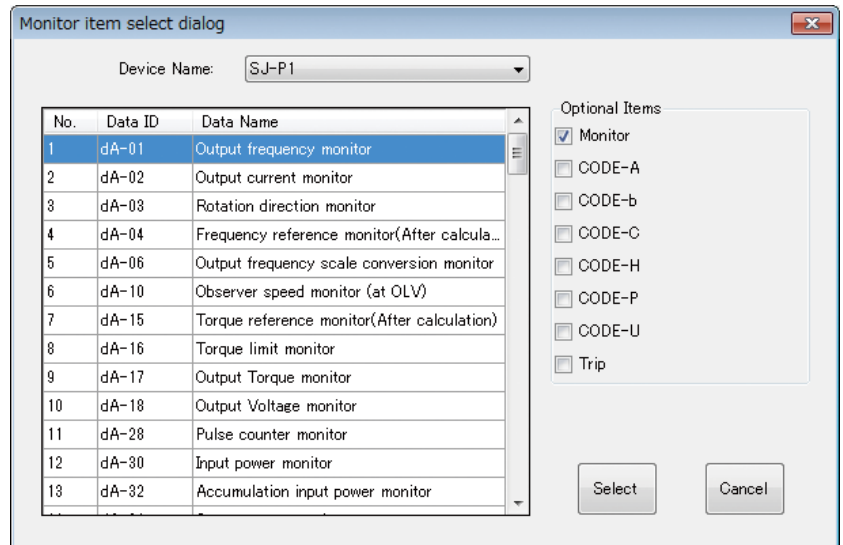 Monitor item select dialog
Device Name: SJ-P1
No. Data ID Data Name
1 dA-01 Output frequency monitor
2 dA-02 Output current monitor
3 dA-03 Rotation direction monitor
4 dA-04 Frequency reference monitor(After calcula...
5 dA-06 Output frequency scale conversion monitor
6 dA-10 Observer speed monitor (at OLV)
7 dA-15 Torque reference monitor(After calculation)
8 dA-16 Torque limit monitor
9 dA-17 Output Torque monitor
10 dA-18 Output Voltage monitor
11 dA-28 Pulse counter monitor
12 dA-30 Input power monitor
13 dA-32 Accumulation input power monitor
Optional Items
Monitor
CODE-A
CODE-b
CODE-C
CODE-H
CODE-P
CODE-U
Trip
Select Cancel